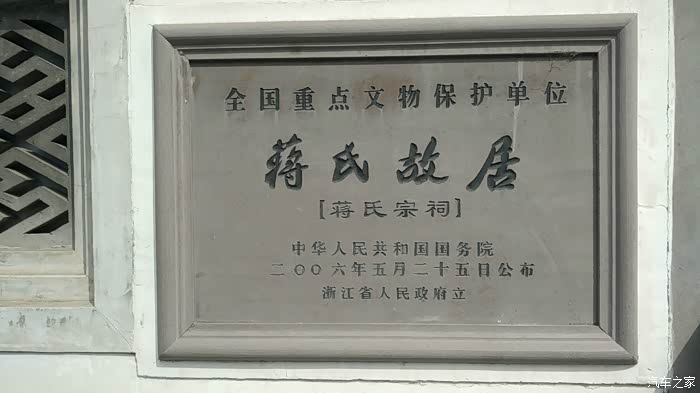 全国重点文物保护单位
蒋氏故居
[蒋氏宗祠]
中华人民共和国国务院
二〇〇六年五月二十五日公布
浙江省人民政府立
汽车之家